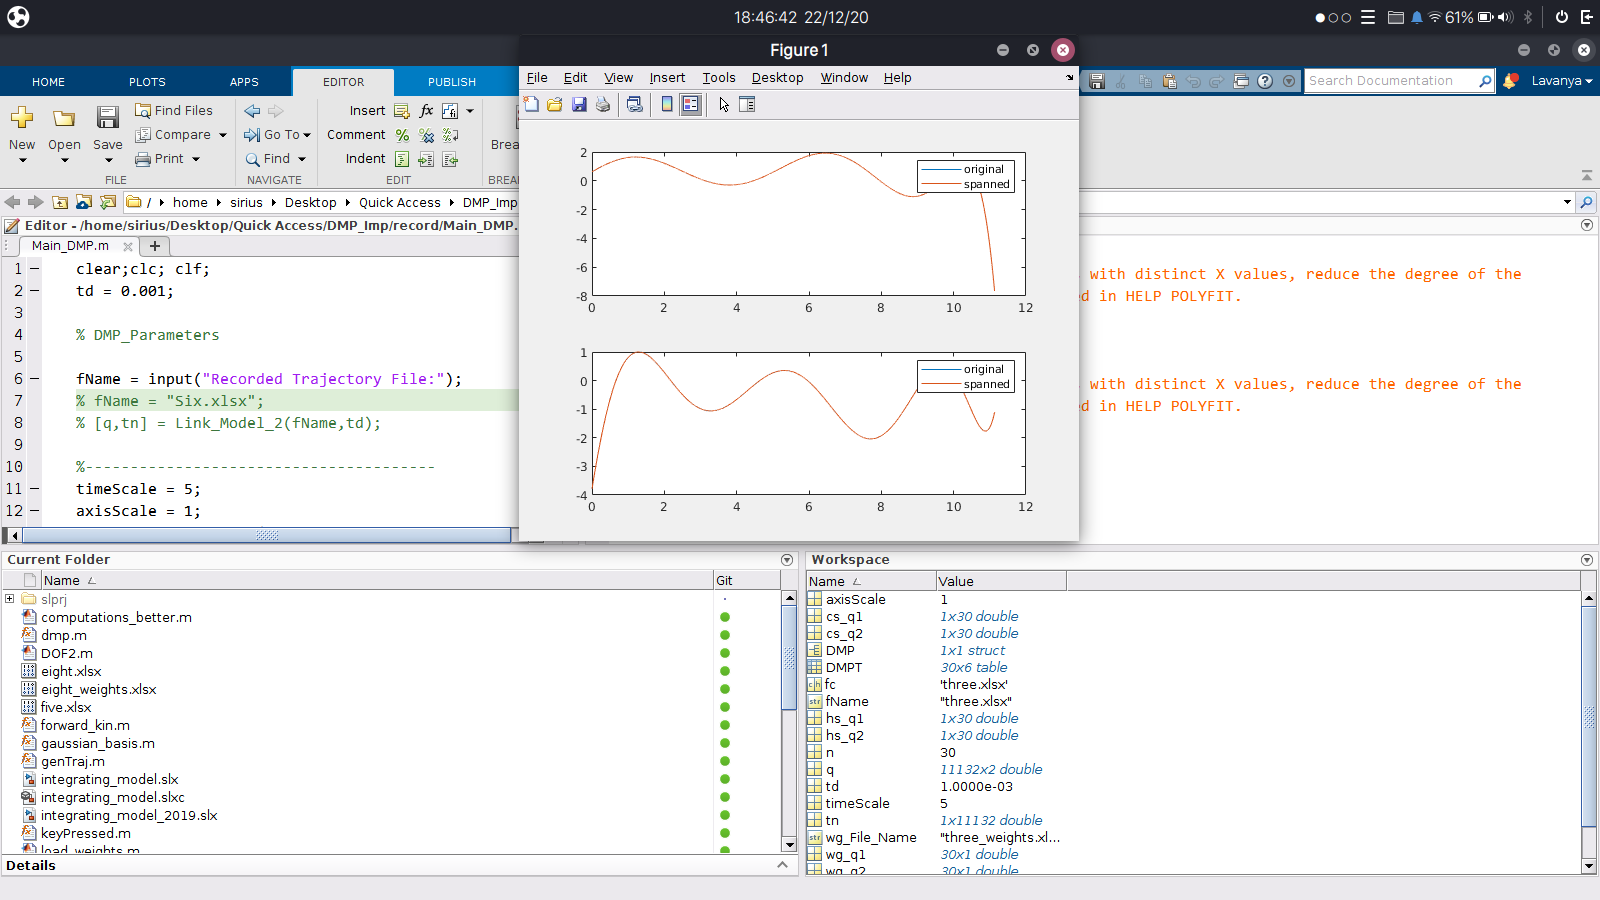 18:46:42 22/12/20
61%
Figure 1
HOME PLOTS APPS EDITOR PUBLISH
File Edit View Insert Tools Desktop Window Help
Search Documentation
Lavanya
New Open Save
Find Files
Compare
Print
FILE
Go To
Find
NAVIGATE
Insert fx
Comment
Indent
EDIT
Brea
BREA
/ home sirius Desktop Quick Access DMP_Imp
Editor - /home/sirius/Desktop/Quick Access/DMP_Imp/record/Main_DMP.
Main_DMP.m
1 clear;clc; clf;
2 td = 0.001;
3
4 % DMP_Parameters
5
6 fName = input("Recorded Trajectory File:");
7 % fName = "Six.xlsx";
8 % [q,tn] = Link_Model_2(fName,td);
9
10 %---------------------------------------
11 timeScale = 5;
12 axisScale = 1;
2
0
-2
-4
-6
-8
0 2 4 6 8 10 12
original
spanned
1
0
-1
-2
-3
-4
0 2 4 6 8 10 12
original
spanned
with distinct X values, reduce the degree of the
d in HELP POLYFIT.
with distinct X values, reduce the degree of the
d in HELP POLYFIT.
Current Folder
Name Git
slprj
computations_better.m
dmp.m
DOF2.m
eight.xlsx
eight_weights.xlsx
five.xlsx
forward_kin.m
gaussian_basis.m
genTraj.m
integrating_model.slx
integrating_model.slxc
integrating_model_2019.slx
keyPressed.m
load_weights.m
Details
Workspace
Name Value
axisScale 1
cs_q1 1x30 double
cs_q2 1x30 double
DMP 1x1 struct
DMPT 30x6 table
fc 'three.xlsx'
fName "three.xlsx"
hs_q1 1x30 double
hs_q2 1x30 double
n 30
q 11132x2 double
td 1.0000e-03
timeScale 5
tn 1x11132 double
wg_File_Name "three_weights.xl...
wg_q1 30x1 double
wg_q2 30x1 double